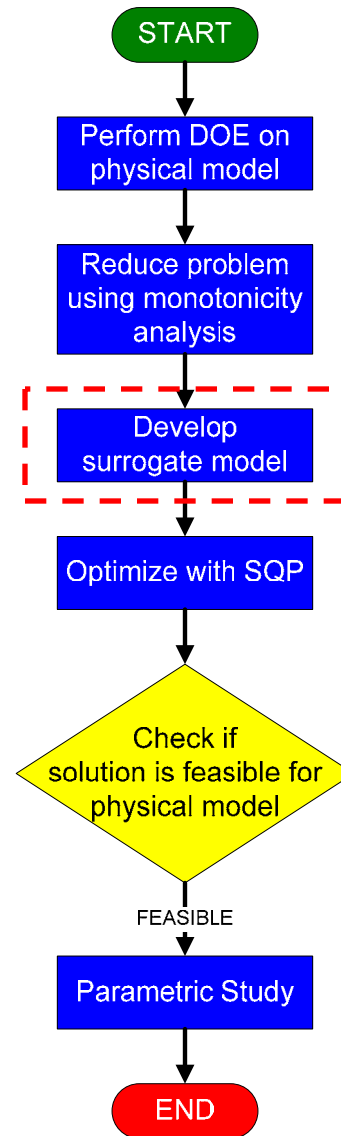 START
Perform DOE on
physical model
Reduce problem
using monotonicity
analysis
Develop
surrogate model
Optimize with SQP
Check if
solution is feasible for
physical model
FEASIBLE
Parametric Study
END